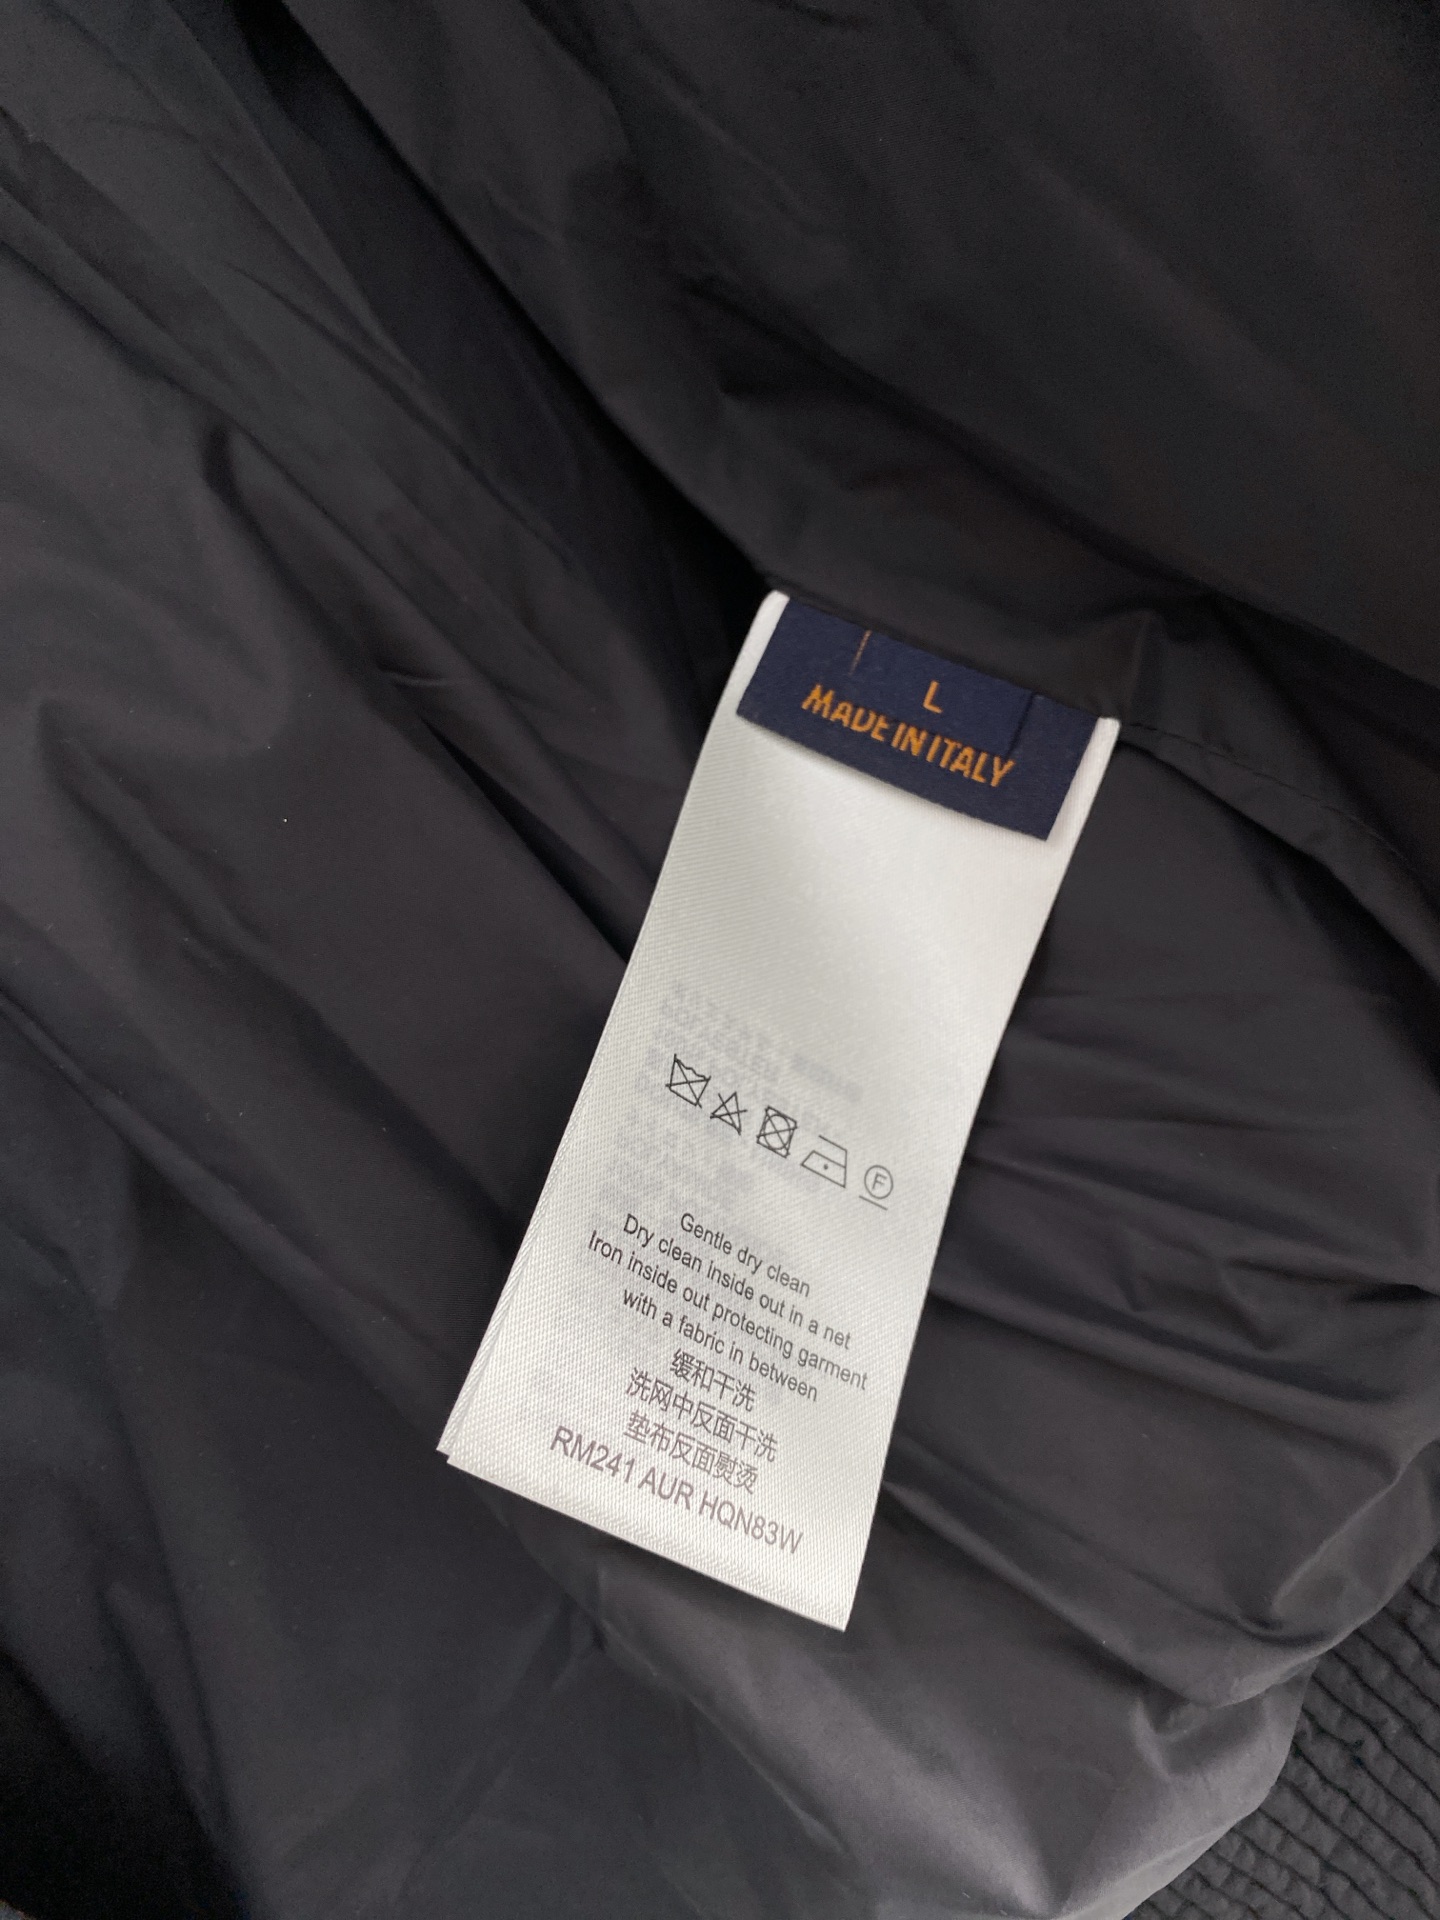 L
MADE IN ITALY
F
Gentle dry clean
Dry clean inside out in a net
Iron inside out protecting garment
with a fabric in between
缓和干洗
洗网中反面干洗
垫布反面熨烫
RM241 AUR HQN83W